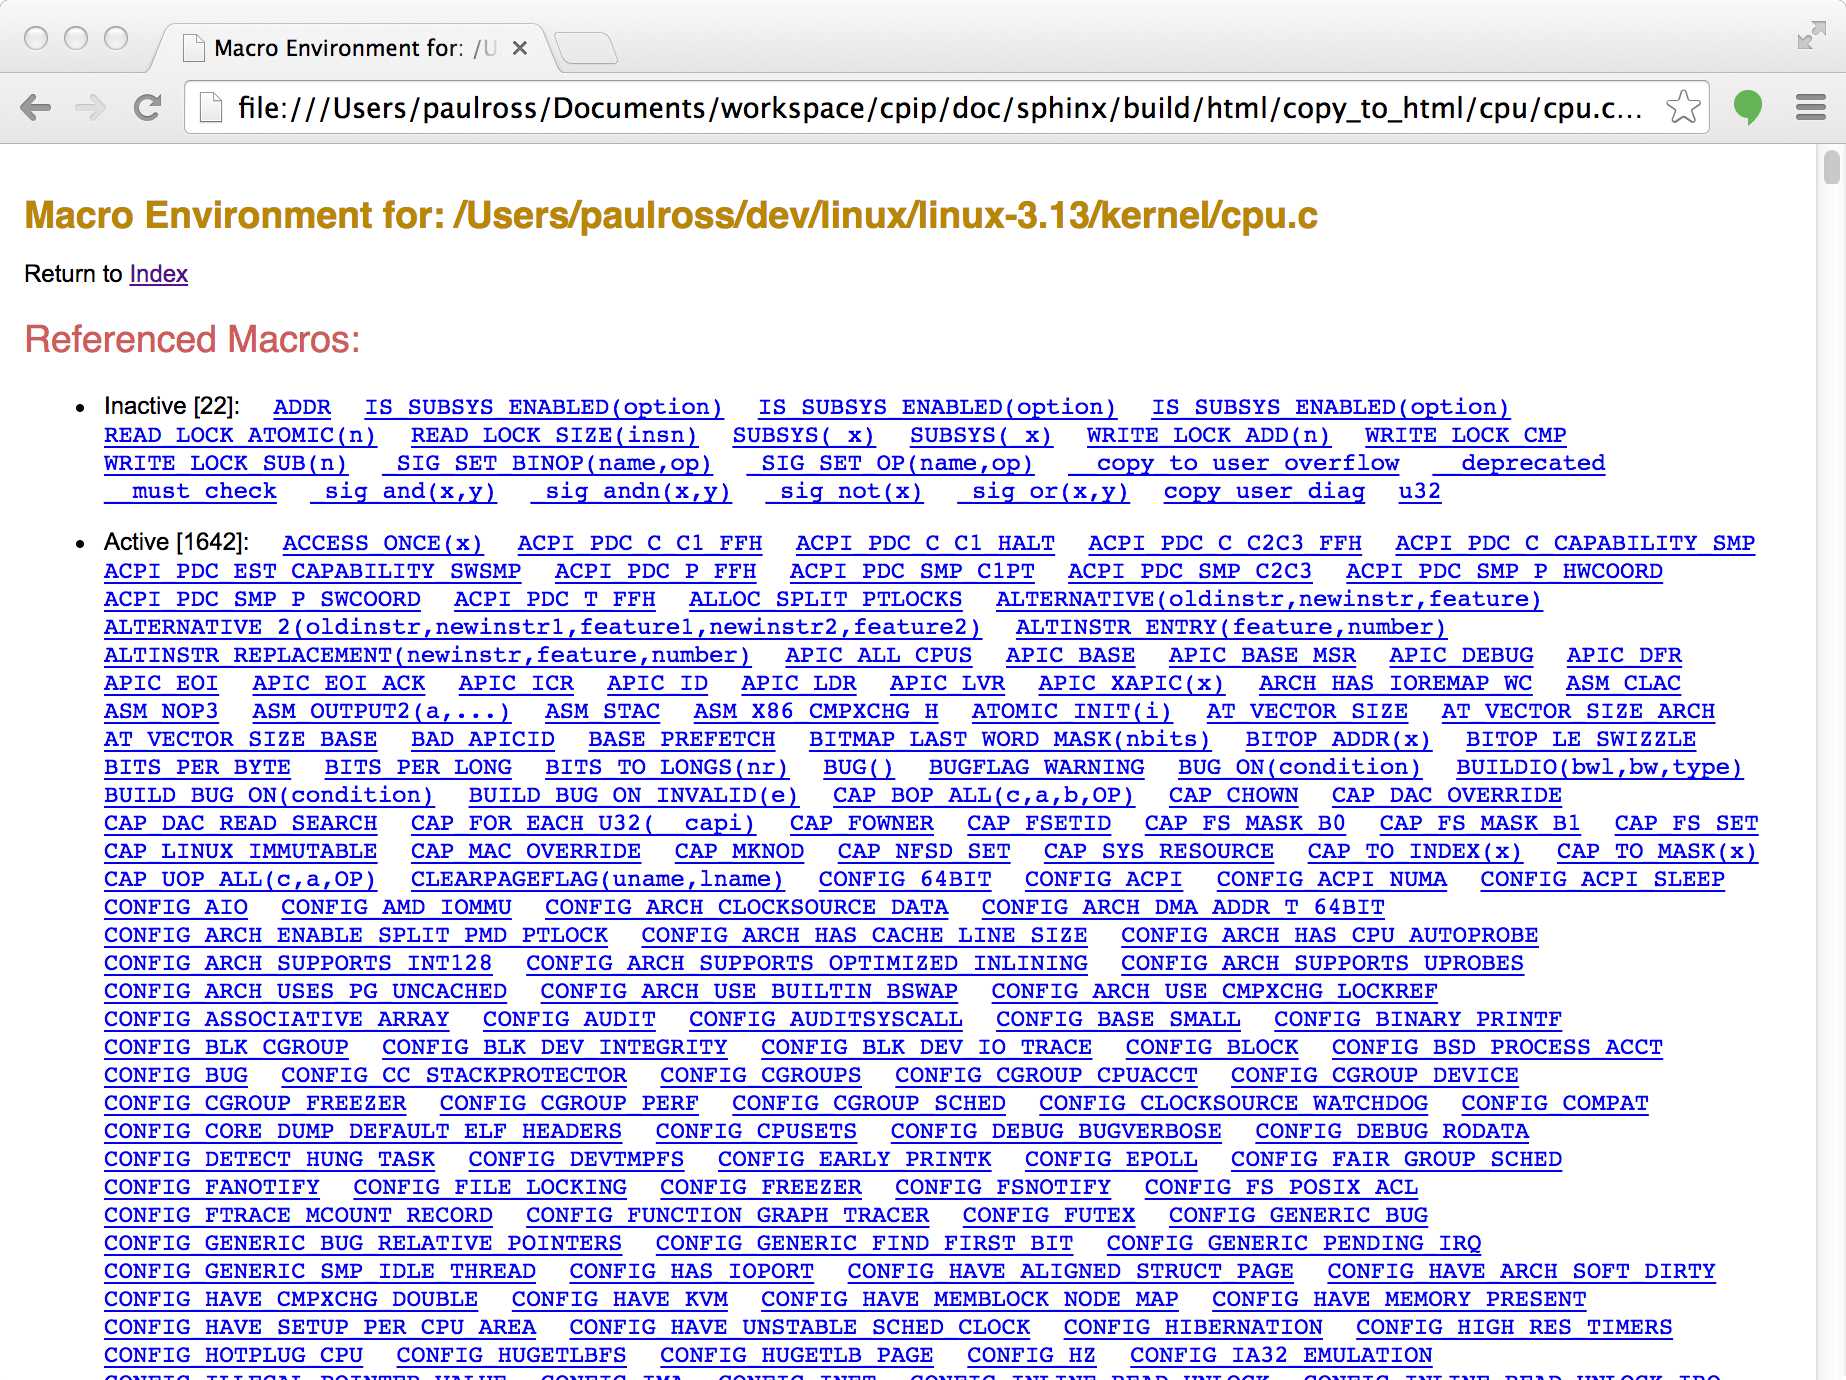 Macro Environment for: /U
file:///Users/paulross/Documents/workspace/cpip/doc/sphinx/build/html/copy_to_html/cpu/cpu.c...
Macro Environment for: /Users/paulross/dev/linux/linux-3.13/kernel/cpu.c
Return to Index
Referenced Macros:
• Inactive [22]: ADDR IS_SUBSYS_ENABLED(option) IS_SUBSYS_ENABLED(option) IS_SUBSYS_ENABLED(option)
READ_LOCK_ATOMIC(n) READ_LOCK_SIZE(insn) SUBSYS(_x) SUBSYS(_x) WRITE_LOCK_ADD(n) WRITE_LOCK_CMP
WRITE_LOCK_SUB(n) _SIG_SET_BINOP(name,op) _SIG_SET_OP(name,op) __copy_to_user_overflow __deprecated
__must_check _sig_and(x,y) _sig_andn(x,y) _sig_not(x) _sig_or(x,y) copy_user_diag u32
• Active [1642]: ACCESS_ONCE(x) ACPI_PDC_C_C1_FFH ACPI_PDC_C_C1_HALT ACPI_PDC_C_C2C3_FFH ACPI_PDC_C_CAPABILITY_SMP
ACPI_PDC_EST_CAPABILITY_SWSMP ACPI_PDC_P_FFH ACPI_PDC_SMP_C1PT ACPI_PDC_SMP_C2C3 ACPI_PDC_SMP_P_HWCOORD
ACPI_PDC_SMP_P_SWCOORD ACPI_PDC_T_FFH ALLOC_SPLIT_PTLOCKS ALTERNATIVE(oldinstr,newinstr,feature)
ALTERNATIVE_2(oldinstr,newinstr1,feature1,newinstr2,feature2) ALTINSTR_ENTRY(feature,number)
ALTINSTR_REPLACEMENT(newinstr,feature,number) APIC_ALL_CPUS APIC_BASE APIC_BASE_MSR APIC_DEBUG APIC_DFR
APIC_EOI APIC_EOI_ACK APIC_ICR APIC_ID APIC_LDR APIC_LVR APIC_XAPIC(x) ARCH_HAS_IOREMAP_WC ASM_CLAC
ASM_NOP3 ASM_OUTPUT2(a,...) ASM_STAC ASM_X86_CMPXCHG_H ATOMIC_INIT(i) AT_VECTOR_SIZE AT_VECTOR_SIZE_ARCH
AT_VECTOR_SIZE_BASE BAD_APICID BASE_PREFETCH BITMAP_LAST_WORD_MASK(nbits) BITOP_ADDR(x) BITOP_LE_SWIZZLE
BITS_PER_BYTE BITS_PER_LONG BITS_TO_LONGS(nr) BUG() BUGFLAG_WARNING BUG_ON(condition) BUILDIO(bwl,bw,type)
BUILD_BUG_ON(condition) BUILD_BUG_ON_INVALID(e) CAP_BOP_ALL(c,a,b,OP) CAP_CHOWN CAP_DAC_OVERRIDE
CAP_DAC_READ_SEARCH CAP_FOR_EACH_U32(__capi) CAP_FOWNER CAP_FSETID CAP_FS_MASK_B0 CAP_FS_MASK_B1 CAP_FS_SET
CAP_LINUX_IMMUTABLE CAP_MAC_OVERRIDE CAP_MKNOD CAP_NFSD_SET CAP_SYS_RESOURCE CAP_TO_INDEX(x) CAP_TO_MASK(x)
CAP_UOP_ALL(c,a,OP) CLEARPAGEFLAG(uname,lname) CONFIG_64BIT CONFIG_ACPI CONFIG_ACPI_NUMA CONFIG_ACPI_SLEEP
CONFIG_AIO CONFIG_AMD_IOMMU CONFIG_ARCH_CLOCKSOURCE_DATA CONFIG_ARCH_DMA_ADDR_T_64BIT
CONFIG_ARCH_ENABLE_SPLIT_PMD_PTLOCK CONFIG_ARCH_HAS_CACHE_LINE_SIZE CONFIG_ARCH_HAS_CPU_AUTOPROBE
CONFIG_ARCH_SUPPORTS_INT128 CONFIG_ARCH_SUPPORTS_OPTIMIZED_INLINING CONFIG_ARCH_SUPPORTS_UPROBES
CONFIG_ARCH_USES_PG_UNCACHED CONFIG_ARCH_USE_BUILTIN_BSWAP CONFIG_ARCH_USE_CMPXCHG_LOCKREF
CONFIG_ASSOCIATIVE_ARRAY CONFIG_AUDIT CONFIG_AUDITSYSCALL CONFIG_BASE_SMALL CONFIG_BINARY_PRINTF
CONFIG_BLK_CGROUP CONFIG_BLK_DEV_INTEGRITY CONFIG_BLK_DEV_IO_TRACE CONFIG_BLOCK CONFIG_BSD_PROCESS_ACCT
CONFIG_BUG CONFIG_CC_STACKPROTECTOR CONFIG_CGROUPS CONFIG_CGROUP_CPUACCT CONFIG_CGROUP_DEVICE
CONFIG_CGROUP_FREEZER CONFIG_CGROUP_PERF CONFIG_CGROUP_SCHED CONFIG_CLOCKSOURCE_WATCHDOG CONFIG_COMPAT
CONFIG_CORE_DUMP_DEFAULT_ELF_HEADERS CONFIG_CPUSETS CONFIG_DEBUG_BUGVERBOSE CONFIG_DEBUG_RODATA
CONFIG_DETECT_HUNG_TASK CONFIG_DEVTMPFS CONFIG_EARLY_PRINTK CONFIG_EPOLL CONFIG_FAIR_GROUP_SCHED
CONFIG_FANOTIFY CONFIG_FILE_LOCKING CONFIG_FREEZER CONFIG_FSNOTIFY CONFIG_FS_POSIX_ACL
CONFIG_FTRACE_MCOUNT_RECORD CONFIG_FUNCTION_GRAPH_TRACER CONFIG_FUTEX CONFIG_GENERIC_BUG
CONFIG_GENERIC_BUG_RELATIVE_POINTERS CONFIG_GENERIC_FIND_FIRST_BIT CONFIG_GENERIC_PENDING_IRQ
CONFIG_GENERIC_SMP_IDLE_THREAD CONFIG_HAS_IOPORT CONFIG_HAVE_ALIGNED_STRUCT_PAGE CONFIG_HAVE_ARCH_SOFT_DIRTY
CONFIG_HAVE_CMPXCHG_DOUBLE CONFIG_HAVE_KVM CONFIG_HAVE_MEMBLOCK_NODE_MAP CONFIG_HAVE_MEMORY_PRESENT
CONFIG_HAVE_SETUP_PER_CPU_AREA CONFIG_HAVE_UNSTABLE_SCHED_CLOCK CONFIG_HIBERNATION CONFIG_HIGH_RES_TIMERS
CONFIG_HOTPLUG_CPU CONFIG_HUGETLBFS CONFIG_HUGETLB_PAGE CONFIG_HZ CONFIG_IA32_EMULATION
CONFIG_ILLEGAL_POINTER_VALUE CONFIG_IMA CONFIG_INET CONFIG_INLINE_READ_UNLOCK CONFIG_INLINE_READ_UNLOCK_IRQ